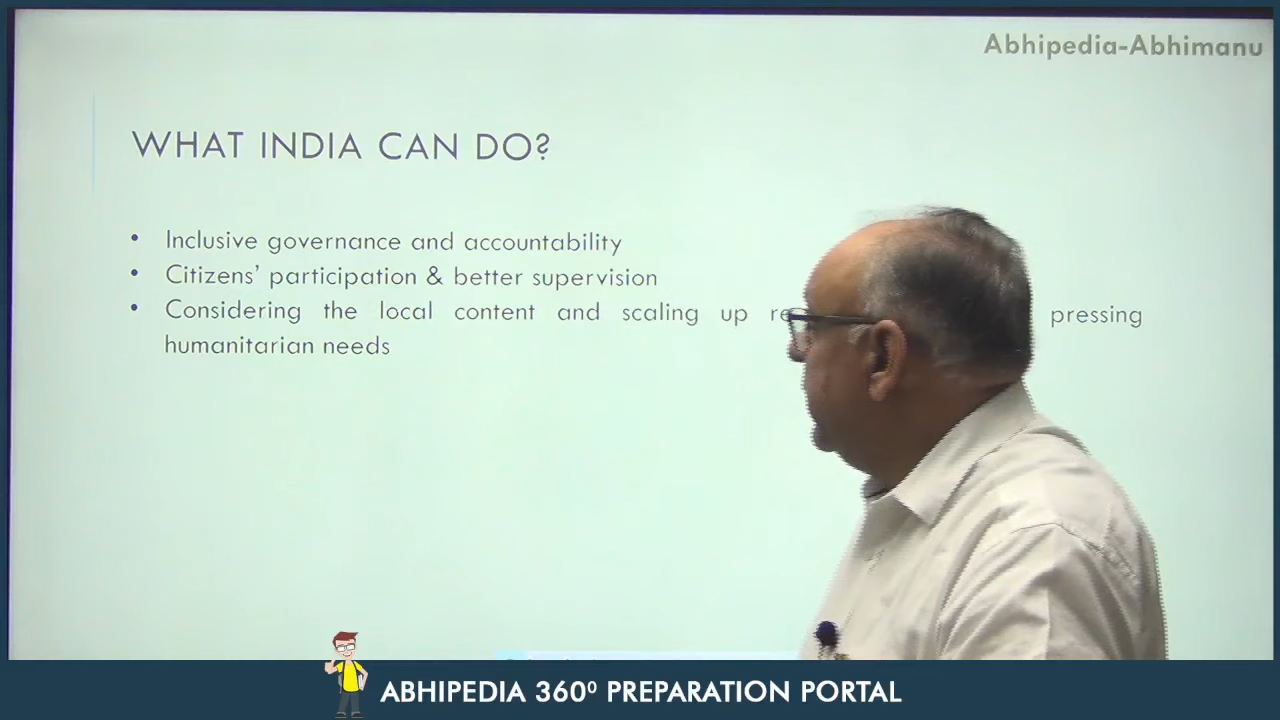 Abhipedia-Abhimanu
WHAT INDIA CAN DO?
• Inclusive governance and accountability
• Citizens' participation & better supervision
• Considering the local content and scaling up pressing
humanitarian needs
ABHIPEDIA 360⁰ PREPARATION PORTAL